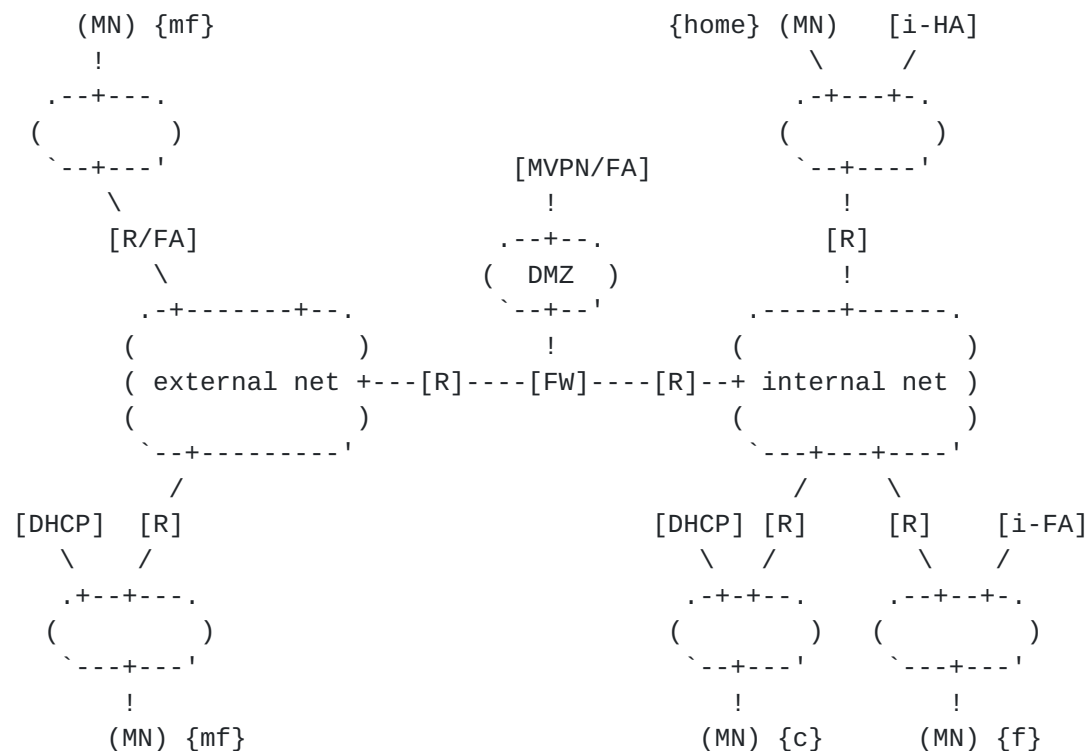 (MN) {mf} {home} (MN) [i-HA]
[MVPN/FA]
[R/FA] [R]
DMZ
external net [R] [FW] [R] internal net
[DHCP] [R] [DHCP] [R] [R] [i-FA]
(MN) {mf} (MN) {c} (MN) {f}